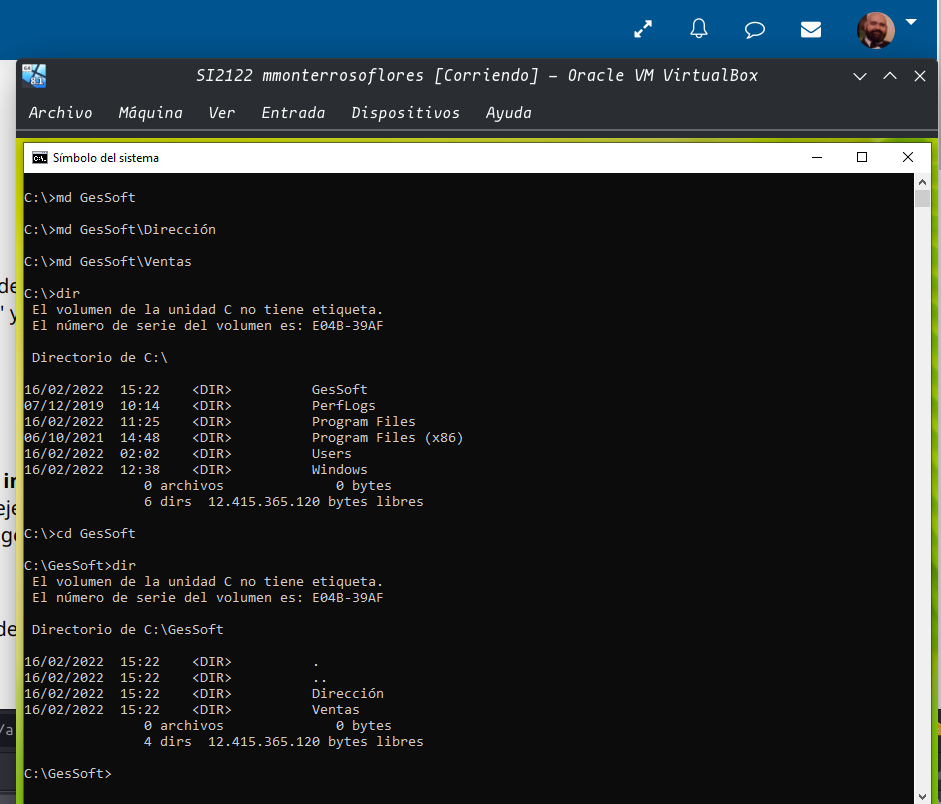 SI2122 mmonterrosoflores [Corriendo] – Oracle VM VirtualBox
Archivo Máquina Ver Entrada Dispositivos Ayuda
Símbolo del sistema
C:\>md GesSoft
C:\>md GesSoft\Dirección
C:\>md GesSoft\Ventas
C:\>dir
El volumen de la unidad C no tiene etiqueta.
El número de serie del volumen es: E04B-39AF
Directorio de C:\
16/02/2022 15:22 <DIR> GesSoft
07/12/2019 10:14 <DIR> PerfLogs
16/02/2022 11:25 <DIR> Program Files
06/10/2021 14:48 <DIR> Program Files (x86)
16/02/2022 02:02 <DIR> Users
16/02/2022 12:38 <DIR> Windows
0 archivos 0 bytes
6 dirs 12.415.365.120 bytes libres
C:\>cd GesSoft
C:\GesSoft>dir
El volumen de la unidad C no tiene etiqueta.
El número de serie del volumen es: E04B-39AF
Directorio de C:\GesSoft
16/02/2022 15:22 <DIR> .
16/02/2022 15:22 <DIR> ..
16/02/2022 15:22 <DIR> Dirección
16/02/2022 15:22 <DIR> Ventas
0 archivos 0 bytes
4 dirs 12.415.365.120 bytes libres
C:\GesSoft>